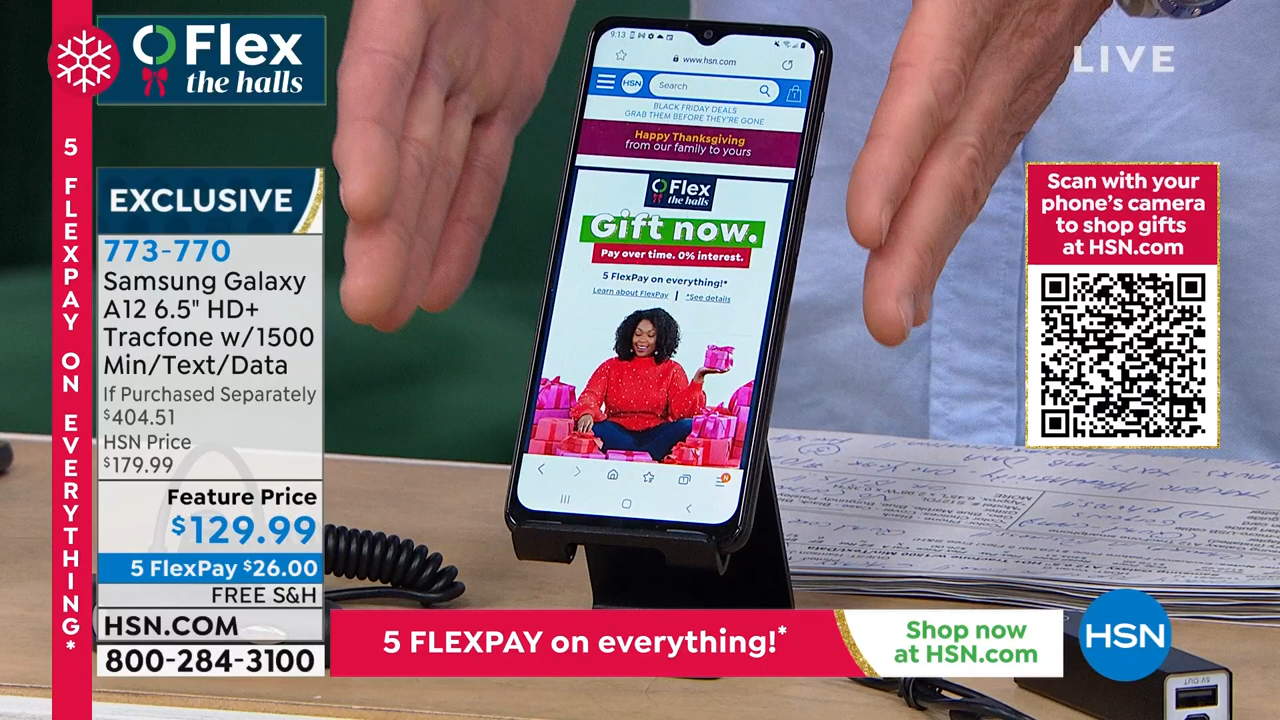 5 FLEXPAY ON EVERYTHING!*
Flex
the halls
EXCLUSIVE
773-770
Samsung Galaxy
A12 6.5" HD+
Tracfone w/1500
Min/Text/Data
If Purchased Separately
$404.51
HSN Price
$179.99
Feature Price
$129.99
5 FlexPay $26.00
FREE S&H
HSN.COM
800-284-3100
9:13
www.hsn.com
HSN
Search
BLACK FRIDAY DEALS
GRAB THEM BEFORE THEY'RE GONE
Happy Thanksgiving
from our family to yours
Flex
the halls
Gift now.
Pay over time. 0% interest.
5 FlexPay on everything!*
Learn about FlexPay | *See details
N
LIVE
Scan with your
phone's camera
to shop gifts
at HSN.com
5 FLEXPAY on everything!*
Shop now
at HSN.com
HSN
5V OUT